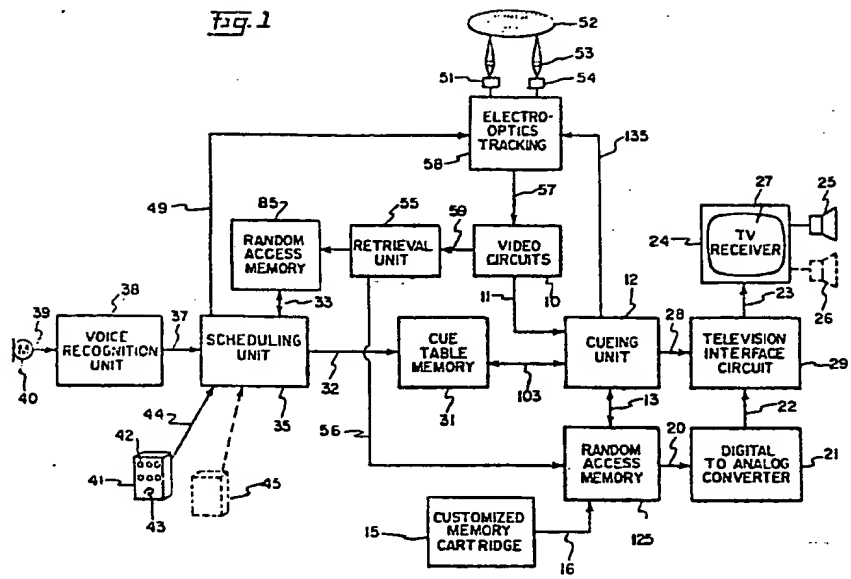 Fig. 1
52
53
51
54
ELECTRO-
OPTICS
TRACKING
58
135
49
57
27
25
85
55
59
24
TV
RECEIVER
RANDOM
ACCESS
MEMORY
RETRIEVAL
UNIT
VIDEO
CIRCUITS
26
38
33
11
10
12
23
39
37
28
VOICE
RECOGNITION
UNIT
SCHEDULING
UNIT
CUE
TABLE
MEMORY
CUEING
UNIT
TELEVISION
INTERFACE
CIRCUIT
32
103
29
40
44
35
31
13
22
42
56
20
41
45
RANDOM
ACCESS
MEMORY
DIGITAL
TO ANALOG
CONVERTER
21
43
15
CUSTOMIZED
MEMORY
CARTRIDGE
16
125